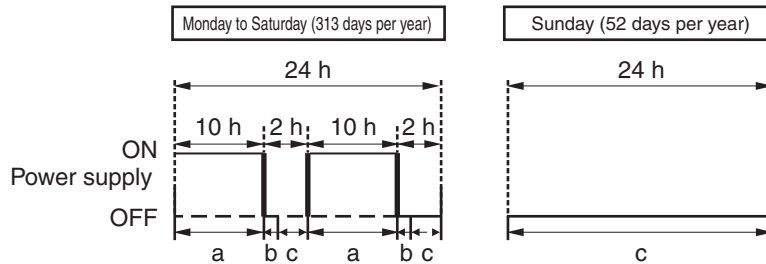 Monday to Saturday (313 days per year) Sunday (52 days per year)
24 h 24 h
10 h 2 h 10 h 2 h
ON
Power supply
OFF
a b c a b c c